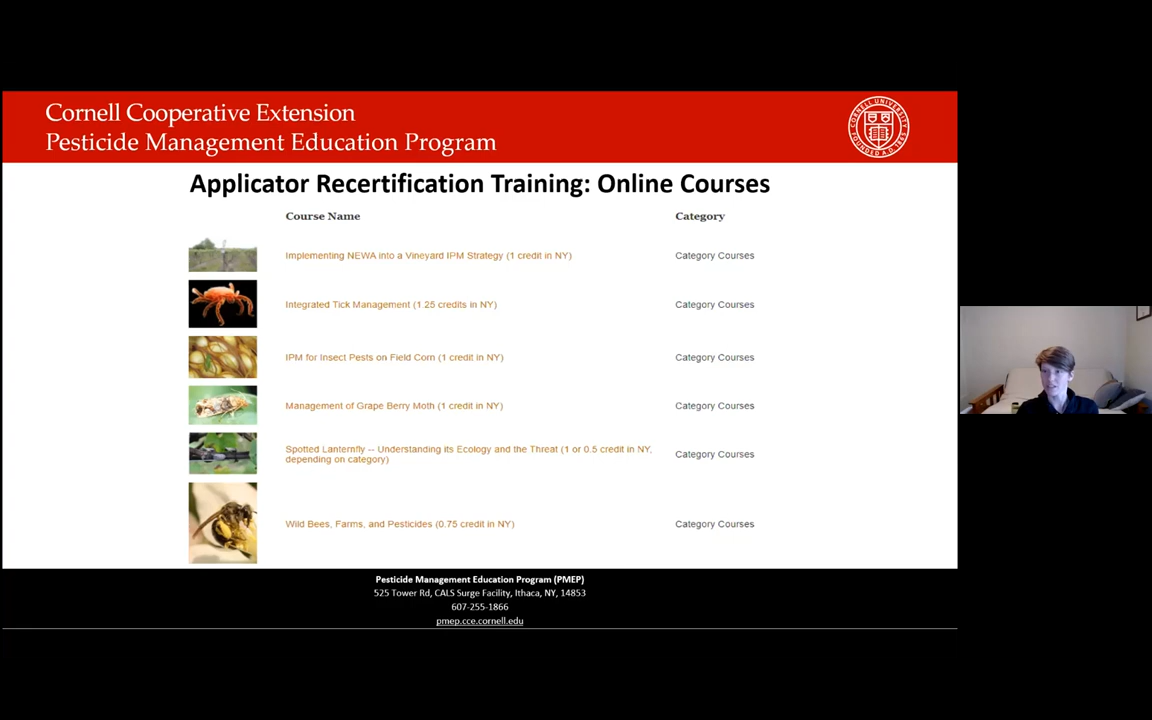 Cornell Cooperative Extension
Pesticide Management Education Program
Applicator Recertification Training: Online Courses
Course Name Category
Implementing NEWA into a Vineyard IPM Strategy (1 credit in NY) Category Courses
Integrated Tick Management (1 25 credits in NY) Category Courses
IPM for Insect Pests on Field Corn (1 credit in NY) Category Courses
Management of Grape Berry Moth (1 credit in NY) Category Courses
Spotted Lanternfly -- Understanding its Ecology and the Threat (1 or 0.5 credit in NY,
depending on category) Category Courses
Wild Bees, Farms, and Pesticides (0.75 credit in NY) Category Courses
Pesticide Management Education Program (PMEP)
525 Tower Rd, CALS Surge Facility, Ithaca, NY, 14853
607-255-1866
pmep.cce.cornell.edu